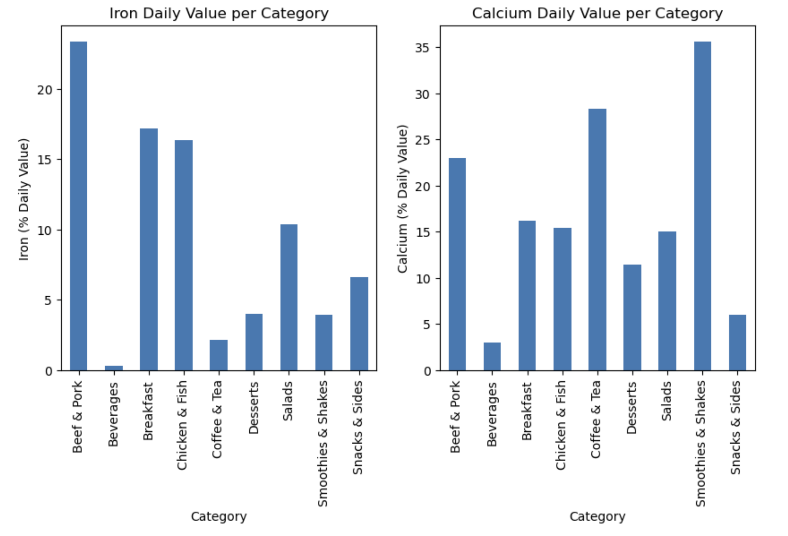 Iron Daily Value per Category
Iron (% Daily Value)
20
15
10
5
0
Beef & Pork
Beverages
Breakfast
Chicken & Fish
Coffee & Tea
Desserts
Salads
Smoothies & Shakes
Snacks & Sides
Category
Calcium Daily Value per Category
Calcium (% Daily Value)
35
30
25
20
15
10
5
0
Beef & Pork
Beverages
Breakfast
Chicken & Fish
Coffee & Tea
Desserts
Salads
Smoothies & Shakes
Snacks & Sides
Category